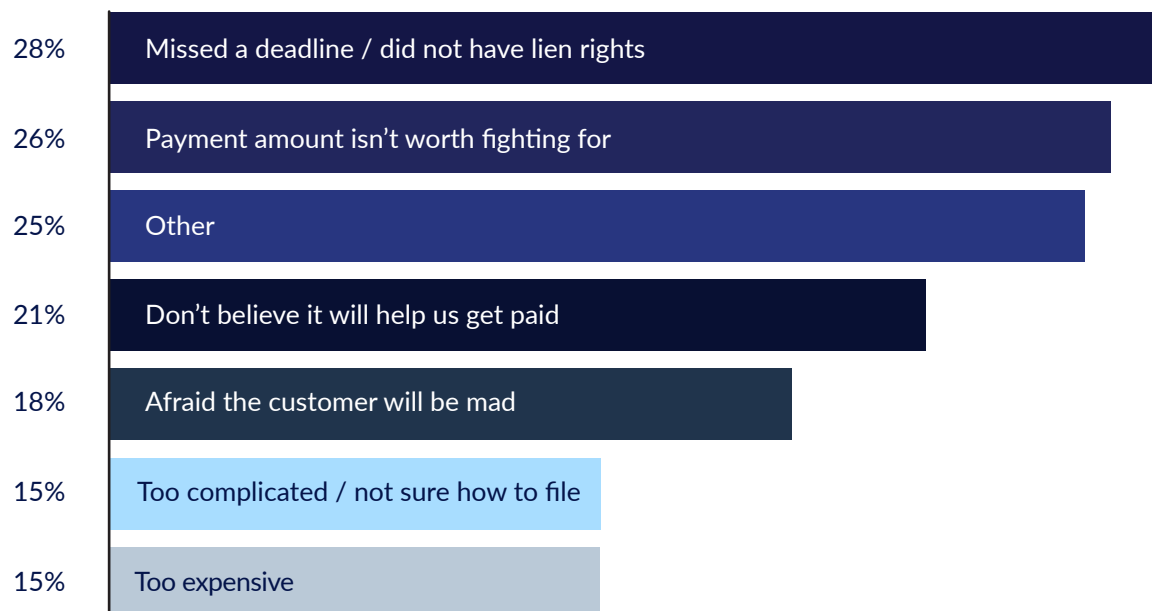 28% Missed a deadline / did not have lien rights
26% Payment amount isn’t worth fighting for
25% Other
21% Don’t believe it will help us get paid
18% Afraid the customer will be mad
15% Too complicated / not sure how to file
15% Too expensive